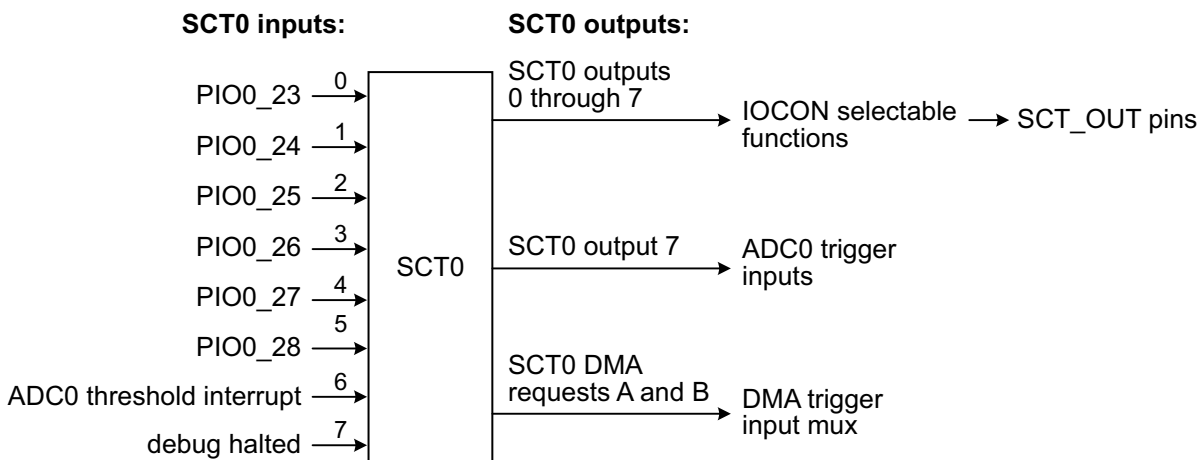 SCT0 inputs:
SCT0 outputs:
PIO0_23
0
PIO0_24
1
PIO0_25
2
PIO0_26
3
PIO0_27
4
PIO0_28
5
ADC0 threshold interrupt
6
debug halted
7
SCT0
SCT0 outputs
0 through 7
IOCON selectable
functions
SCT_OUT pins
SCT0 output 7
ADC0 trigger
inputs
SCT0 DMA
requests A and B
DMA trigger
input mux